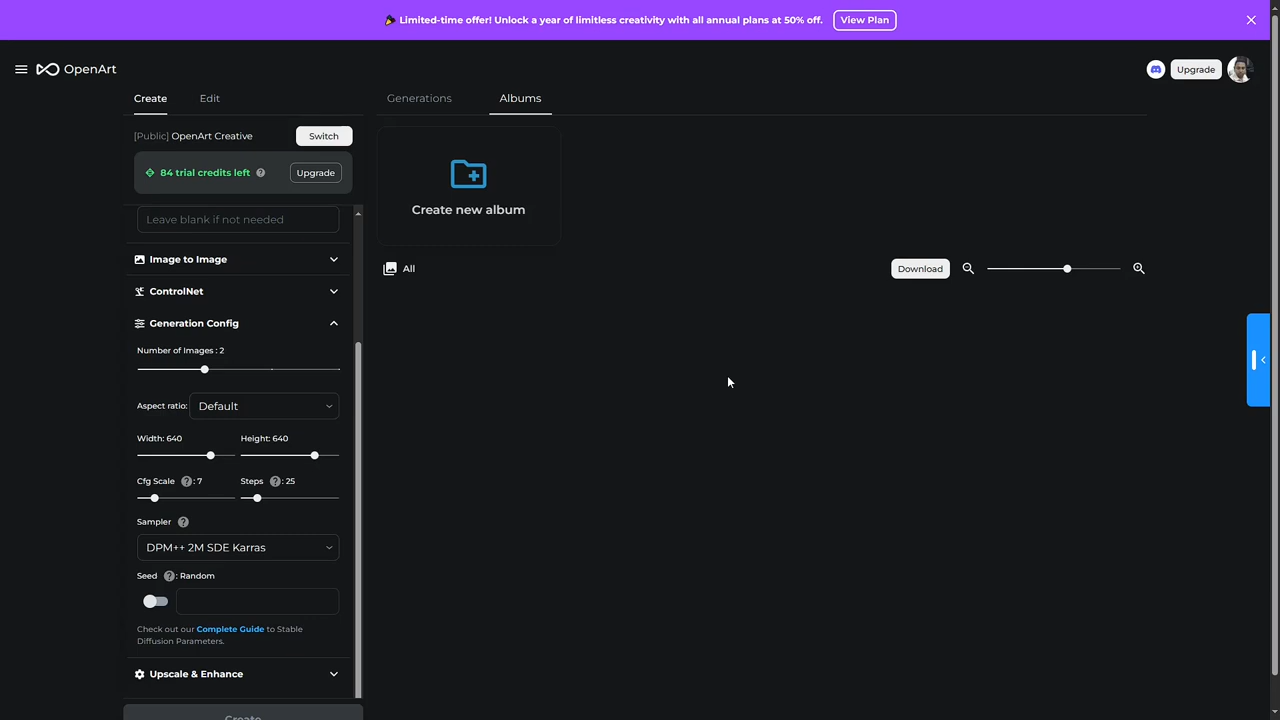 🎉 Limited-time offer! Unlock a year of limitless creativity with all annual plans at 50% off. View Plan
OpenArt
Upgrade
Create Edit
Generations Albums
[Public] OpenArt Creative Switch
84 trial credits left ? Upgrade
Leave blank if not needed
Image to Image
ControlNet
Generation Config
Number of Images : 2
Aspect ratio: Default
Width: 640 Height: 640
Cfg Scale ? : 7 Steps ? : 25
Sampler ?
DPM++ 2M SDE Karras
Seed ? : Random
Check out our Complete Guide to Stable
Diffusion Parameters.
Upscale & Enhance
Create
Create new album
All
Download